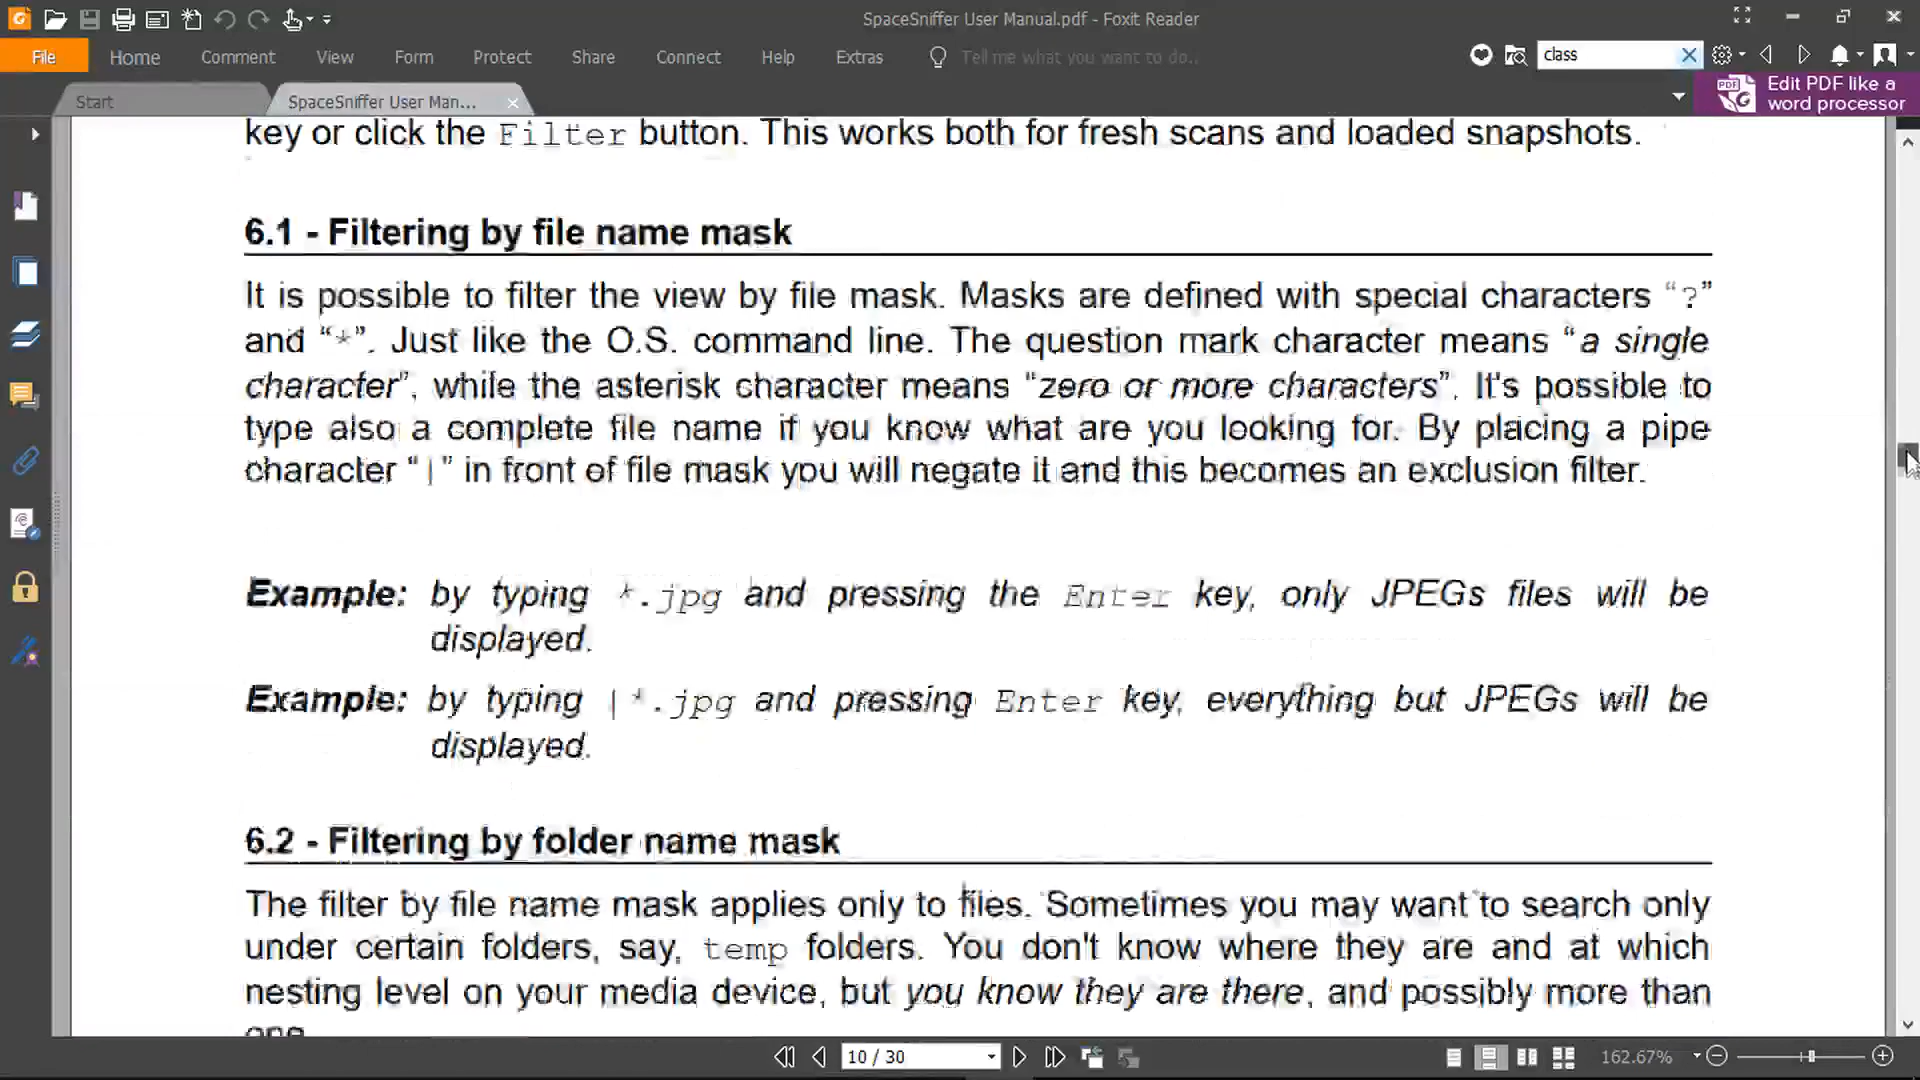 SpaceSniffer User Manual.pdf - Foxit Reader
File Home Comment View Form Protect Share Connect Help Extras Tell me what you want to do.. class
Start SpaceSniffer User Man... Edit PDF like a
word processor
key or click the Filter button. This works both for fresh scans and loaded snapshots.
6.1 - Filtering by file name mask
It is possible to filter the view by file mask. Masks are defined with special characters “?”
and “*”. Just like the O.S. command line. The question mark character means “a single
character”, while the asterisk character means “zero or more characters”. It's possible to
type also a complete file name if you know what are you looking for. By placing a pipe
character “|” in front of file mask you will negate it and this becomes an exclusion filter.
Example: by typing *.jpg and pressing the Enter key, only JPEGs files will be
displayed.
Example: by typing |*.jpg and pressing Enter key, everything but JPEGs will be
displayed.
6.2 - Filtering by folder name mask
The filter by file name mask applies only to files. Sometimes you may want to search only
under certain folders, say, temp folders. You don't know where they are and at which
nesting level on your media device, but you know they are there, and possibly more than
one.
10 / 30 162.67%